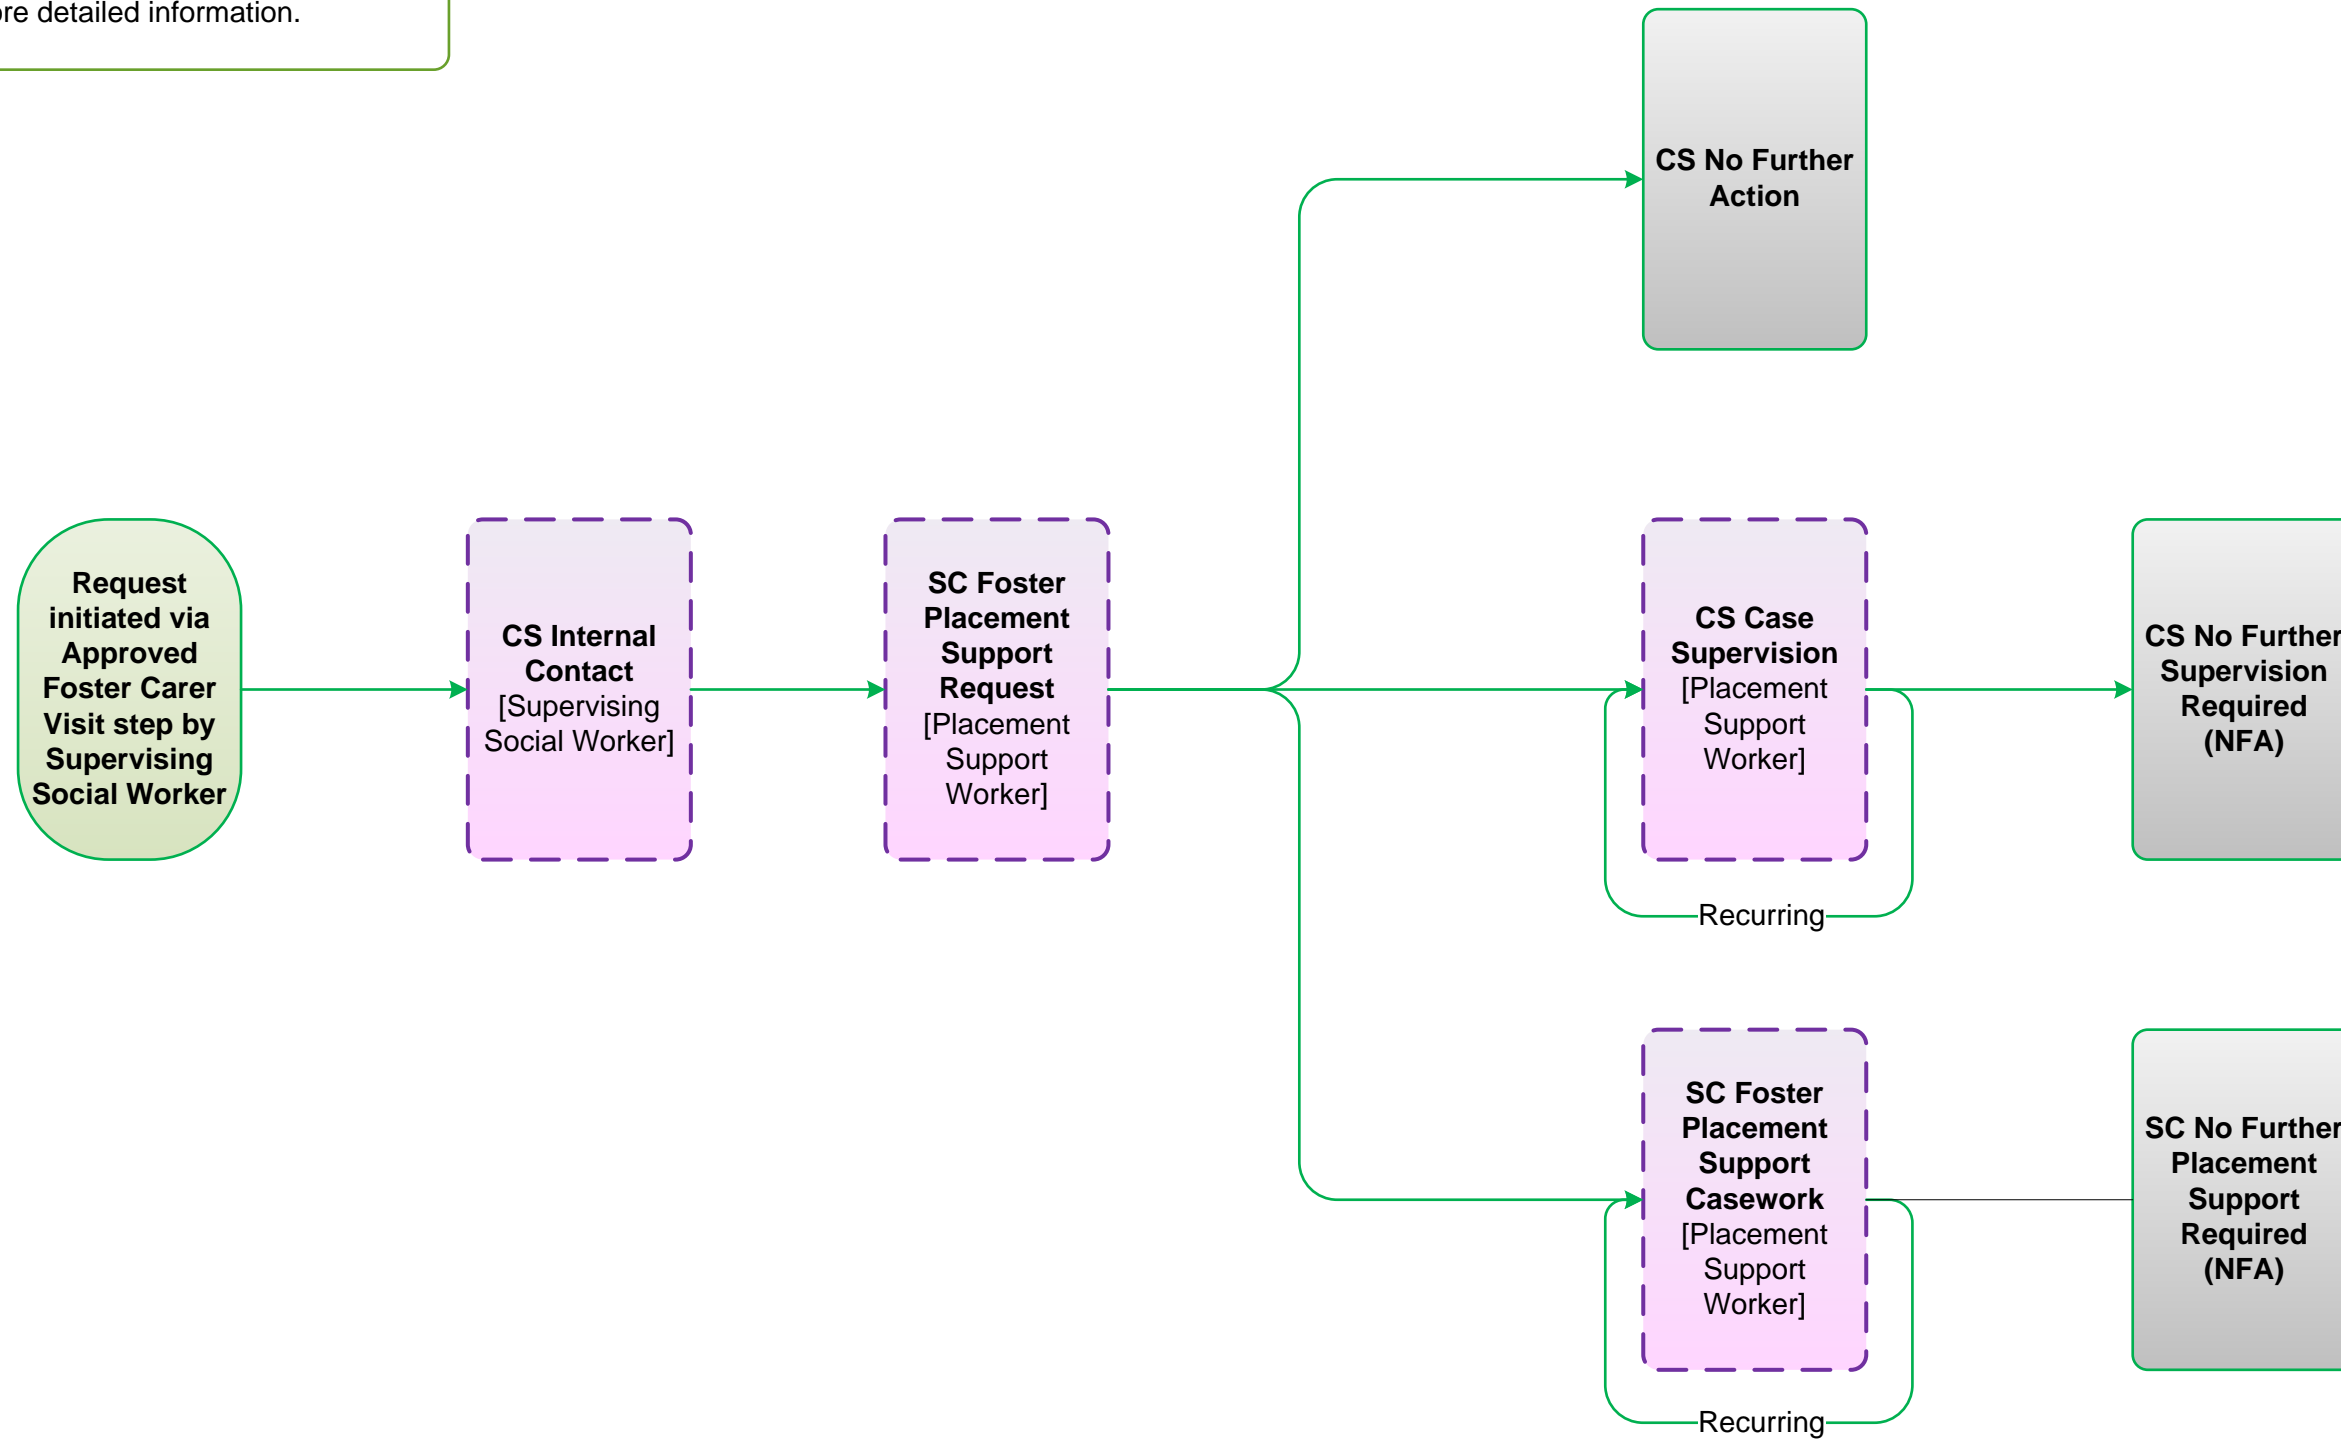 detailed information.
CS No Further
Action
Request
initiated via
Approved
Foster Carer
Visit step by
Supervising
Social Worker
CS Internal
Contact
[Supervising
Social Worker]
SC Foster
Placement
Support
Request
[Placement
Support
Worker]
CS Case
Supervision
[Placement
Support
Worker]
Recurring
CS No Further
Supervision
Required
(NFA)
SC Foster
Placement
Support
Casework
[Placement
Support
Worker]
Recurring
SC No Further
Placement
Support
Required
(NFA)